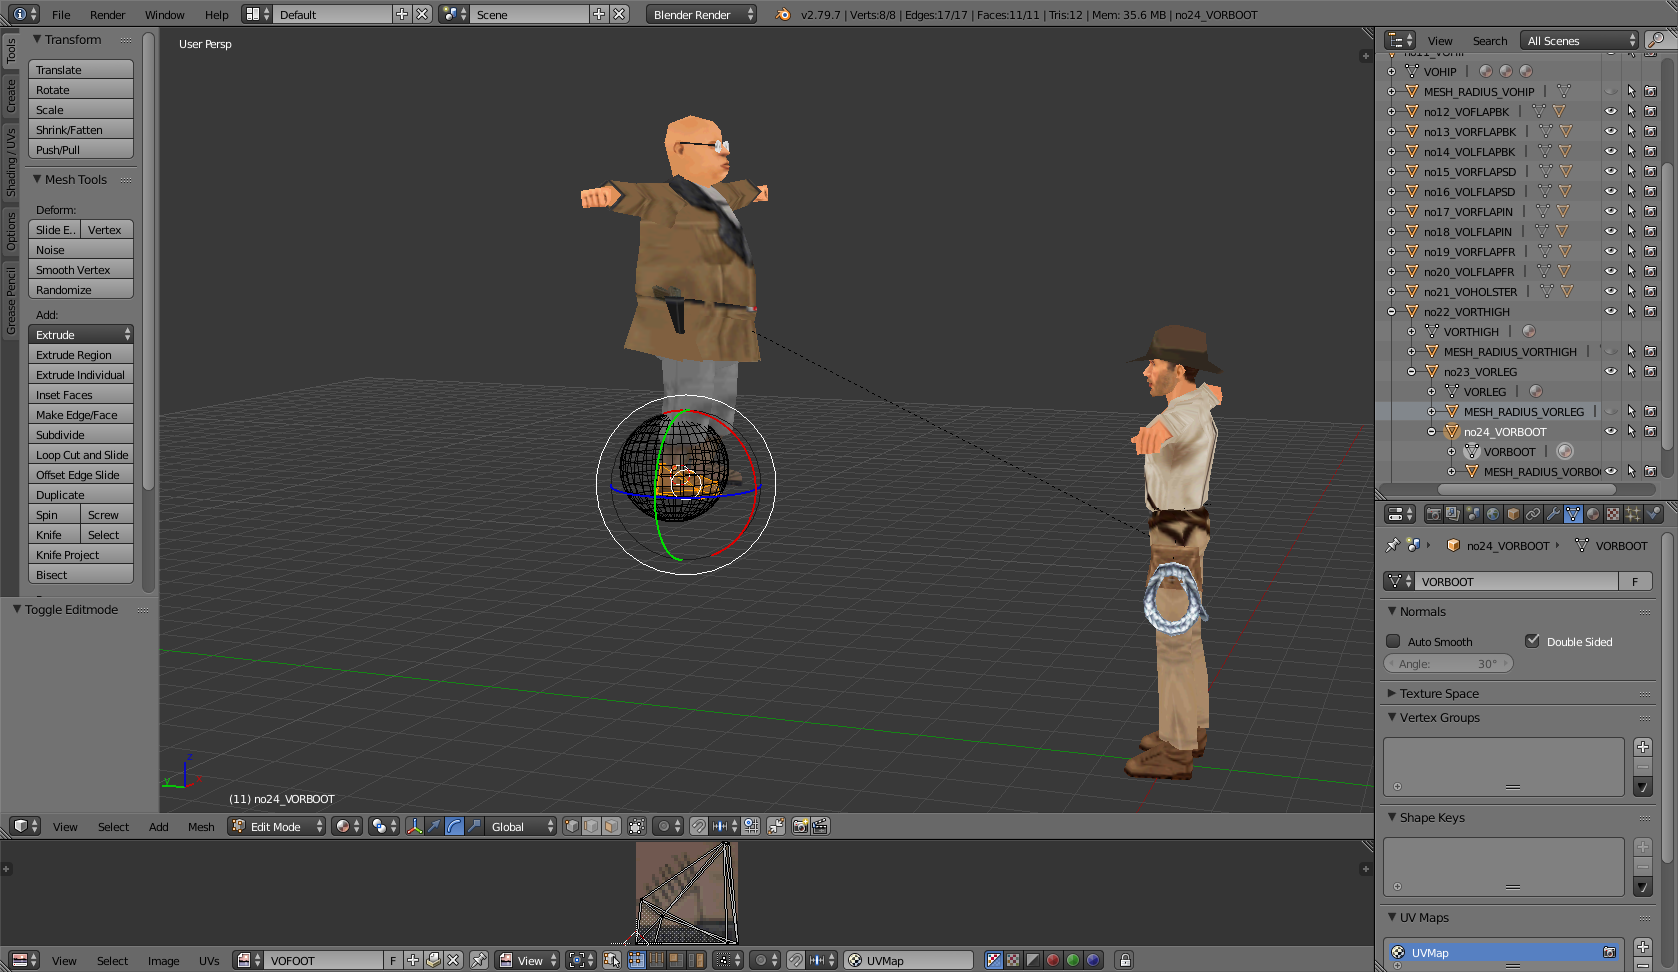 File Render Window Help Default Scene Blender Render v2.79.7 | Verts:8/8 | Edges:17/17 | Faces:11/11 | Tris:12 | Mem: 35.6 MB | no24_VORBOOT
Tools
Create
Shading / UVs
Options
Grease Pencil
Transform
Translate
Rotate
Scale
Shrink/Fatten
Push/Pull
Mesh Tools
Deform:
Slide E.. Vertex
Noise
Smooth Vertex
Randomize
Add:
Extrude
Extrude Region
Extrude Individual
Inset Faces
Make Edge/Face
Subdivide
Loop Cut and Slide
Offset Edge Slide
Duplicate
Spin Screw
Knife Select
Knife Project
Bisect
Toggle Editmode
User Persp
z
y
x
(11) no24_VORBOOT
View Select Add Mesh Edit Mode Global
View Select Image UVs VOFOOT F View UVMap
View Search All Scenes
no11_VOHIP
VOHIP
MESH_RADIUS_VOHIP
no12_VOFLAPBK
no13_VORFLAPBK
no14_VOLFLAPBK
no15_VORFLAPSD
no16_VOLFLAPSD
no17_VORFLAPIN
no18_VOLFLAPIN
no19_VORFLAPFR
no20_VOLFLAPFR
no21_VOHOLSTER
no22_VORTHIGH
VORTHIGH
MESH_RADIUS_VORTHIGH
no23_VORLEG
VORLEG
MESH_RADIUS_VORLEG
no24_VORBOOT
VORBOOT
MESH_RADIUS_VORBO
no24_VORBOOT VORBOOT
VORBOOT F
Normals
Auto Smooth Double Sided
Angle: 30°
Texture Space
Vertex Groups
Shape Keys
UV Maps
UVMap